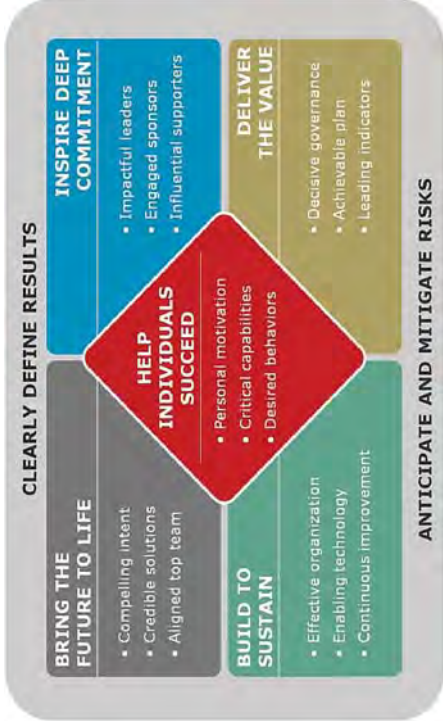 CLEARLY DEFINE RESULTS
BRING THE
FUTURE TO LIFE
• Compelling intent
• Credible solutions
• Aligned top team
INSPIRE DEEP
COMMITMENT
• Impactful leaders
• Engaged sponsors
• Influential supporters
HELP
INDIVIDUALS
SUCCEED
• Personal motivation
• Critical capabilities
• Desired behaviors
BUILD TO
SUSTAIN
• Effective organization
• Enabling technology
• Continuous improvement
DELIVER
THE VALUE
• Decisive governance
• Achievable plan
• Leading indicators
ANTICIPATE AND MITIGATE RISKS